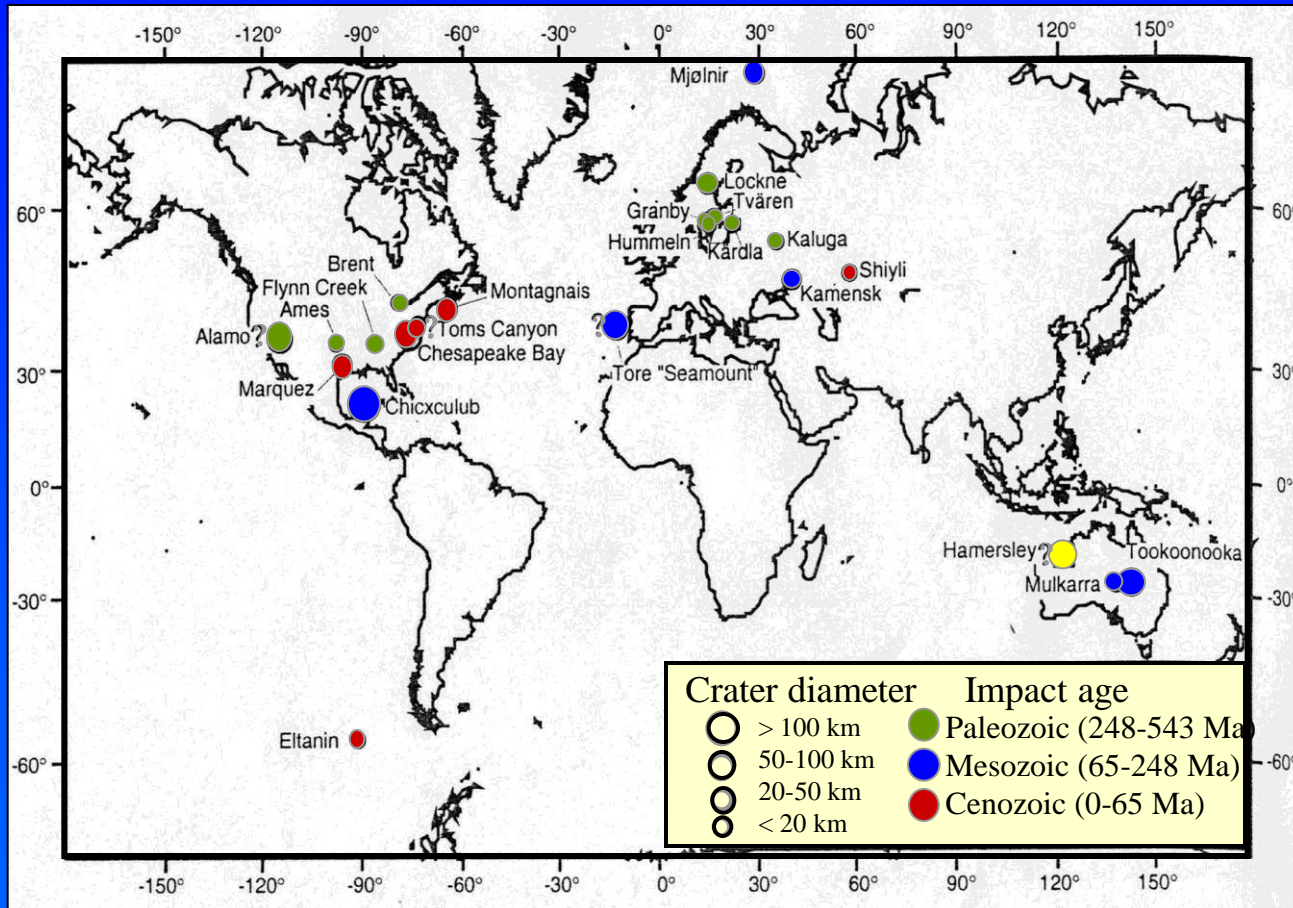 -150° -120° -90° -60° -30° 0° 30° 60° 90° 120° 150°
Mjølnir
Lockne
60° 60°
Granby Tvären
Hummeln Kardla Kaluga
Brent Shiyli
Flynn Creek Montagnais Kamensk
Ames
Alamo? ?Toms Canyon ?
Chesapeake Bay
30° Tore "Seamount" 30°
Marquez
Chicxulub
0° 0°
Hamersley? Tookoonooka
Mulkarra
-30° -30°
Crater diameter Impact age
> 100 km Paleozoic (248-543 Ma)
Eltanin
50-100 km Mesozoic (65-248 Ma)
-60° -60°
20-50 km Cenozoic (0-65 Ma)
< 20 km
-150° -120° -90° -60° -30° 0° 30° 60° 90° 120° 150°